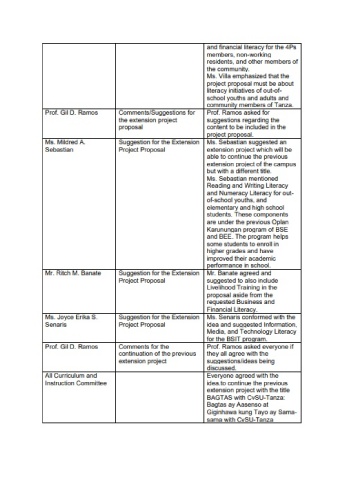 and financial literacy for the 4Ps
members, non-working
residents, and other members of
the community.
Ms. Villa emphasized that the
project proposal must be about
literacy initiatives of out-of-
school youths and adults and
community members of Tanza.
Prof. Gil D. Ramos
Comments/Suggestions for
the extension project
proposal
Prof. Ramos asked for
suggestions regarding the
content to be included in the
project proposal.
Ms. Mildred A.
Sebastian
Suggestion for the Extension
Project Proposal
Ms. Sebastian suggested an
extension project which will be
able to continue the previous
extension project of the campus
but with a different title.
Ms. Sebastian mentioned
Reading and Writing Literacy
and Numeracy Literacy for out-
of-school youths, and
elementary and high school
students. These components
are under the previous Oplan
Karunungan program of BSE
and BEE. The program helps
some students to enroll in
higher grades and have
improved their academic
performance in school.
Mr. Ritch M. Banate
Suggestion for the Extension
Project Proposal
Mr. Banate agreed and
suggested to also include
Livelihood Training in the
proposal aside from the
requested Business and
Financial Literacy.
Ms. Joyce Erika S.
Senaris
Suggestion for the Extension
Project Proposal
Ms. Senaris conformed with the
idea and suggested Information,
Media, and Technology Literacy
for the BSIT program.
Prof. Gil D. Ramos
Comments for the
continuation of the previous
extension project
Prof. Ramos asked everyone if
they all agree with the
suggestions/ideas being
discussed.
All Curriculum and
Instruction Committee
Everyone agreed with the
idea to continue the previous
extension project with the title
BAGTAS with CvSU-Tanza:
Bagtas ay Aasenso at
Giginhawa kung Tayo ay Sama-
sama with CvSU-Tanza